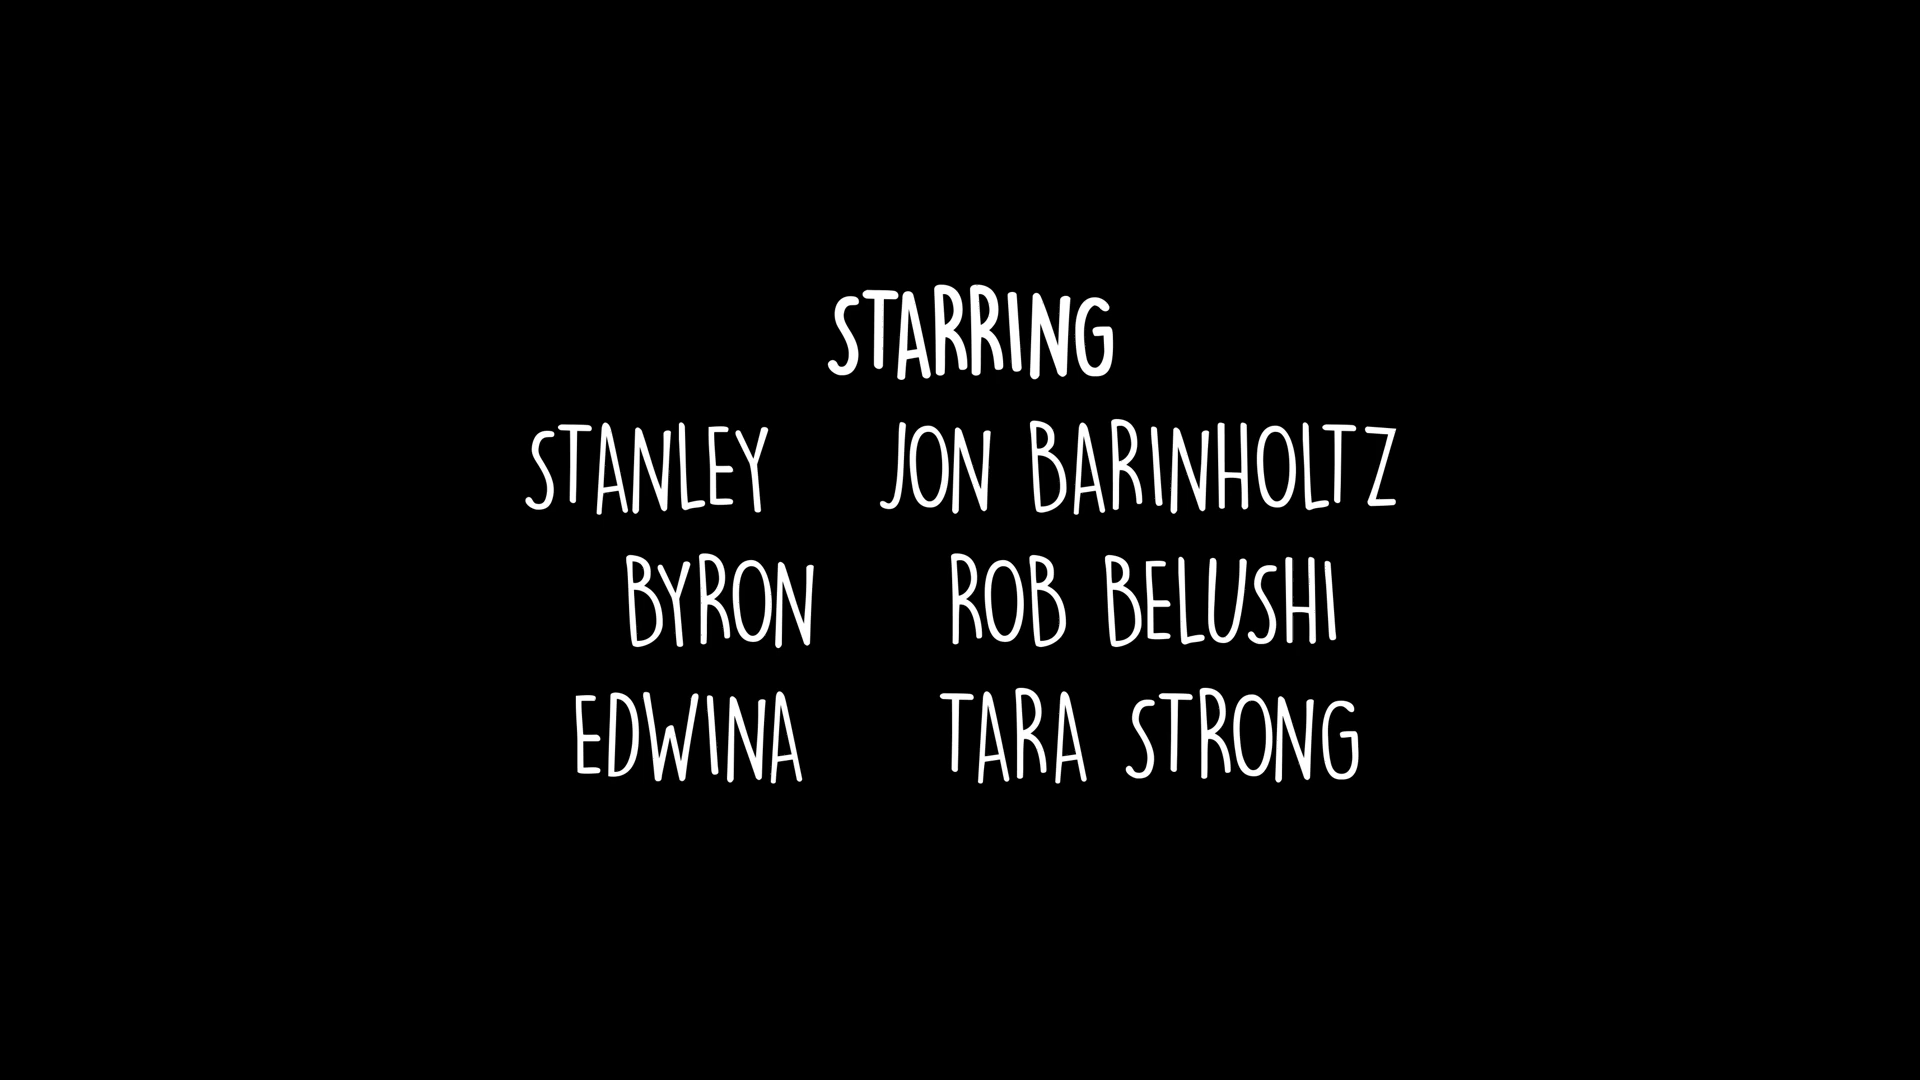 STARRING
STANLEY JON BARINHOLTZ
BYRON ROB BELUSHI
EDWINA TARA STRONG